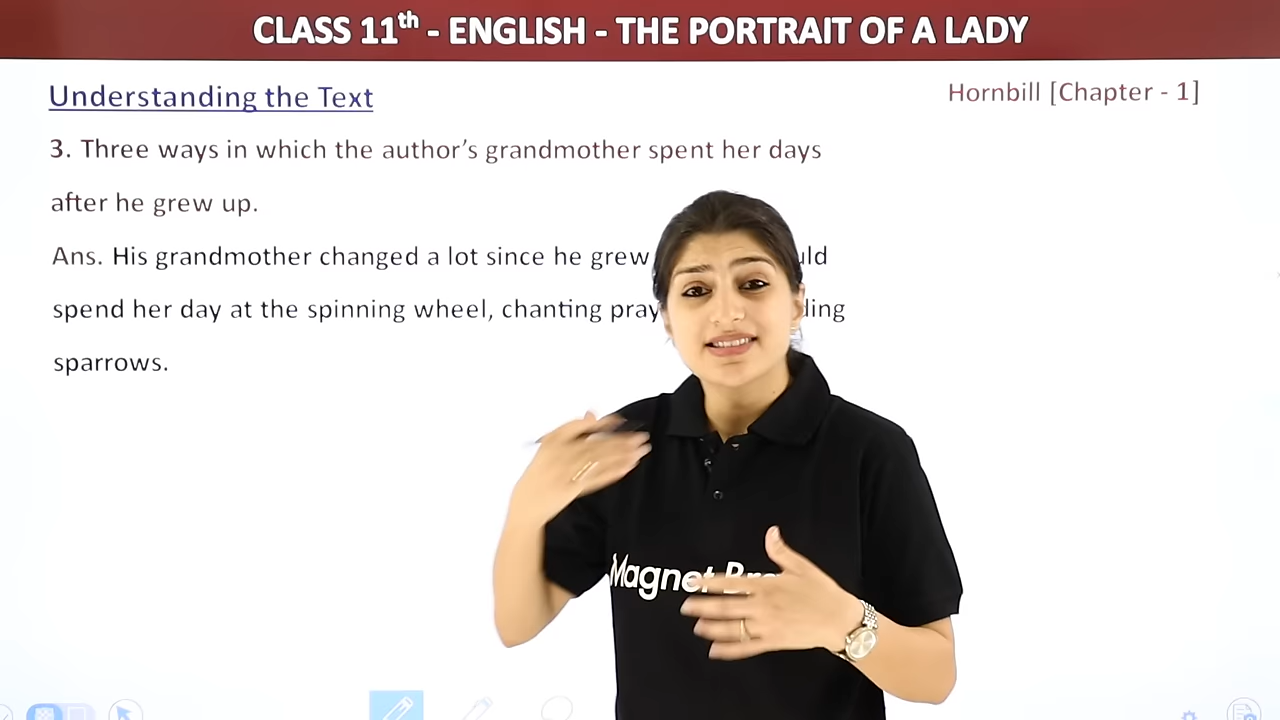 CLASS 11th - ENGLISH - THE PORTRAIT OF A LADY
Understanding the Text
Hornbill [Chapter - 1]
3. Three ways in which the author's grandmother spent her days
after he grew up.
Ans. His grandmother changed a lot since he grew
spend her day at the spinning wheel, chanting
sparrows.
Magnet